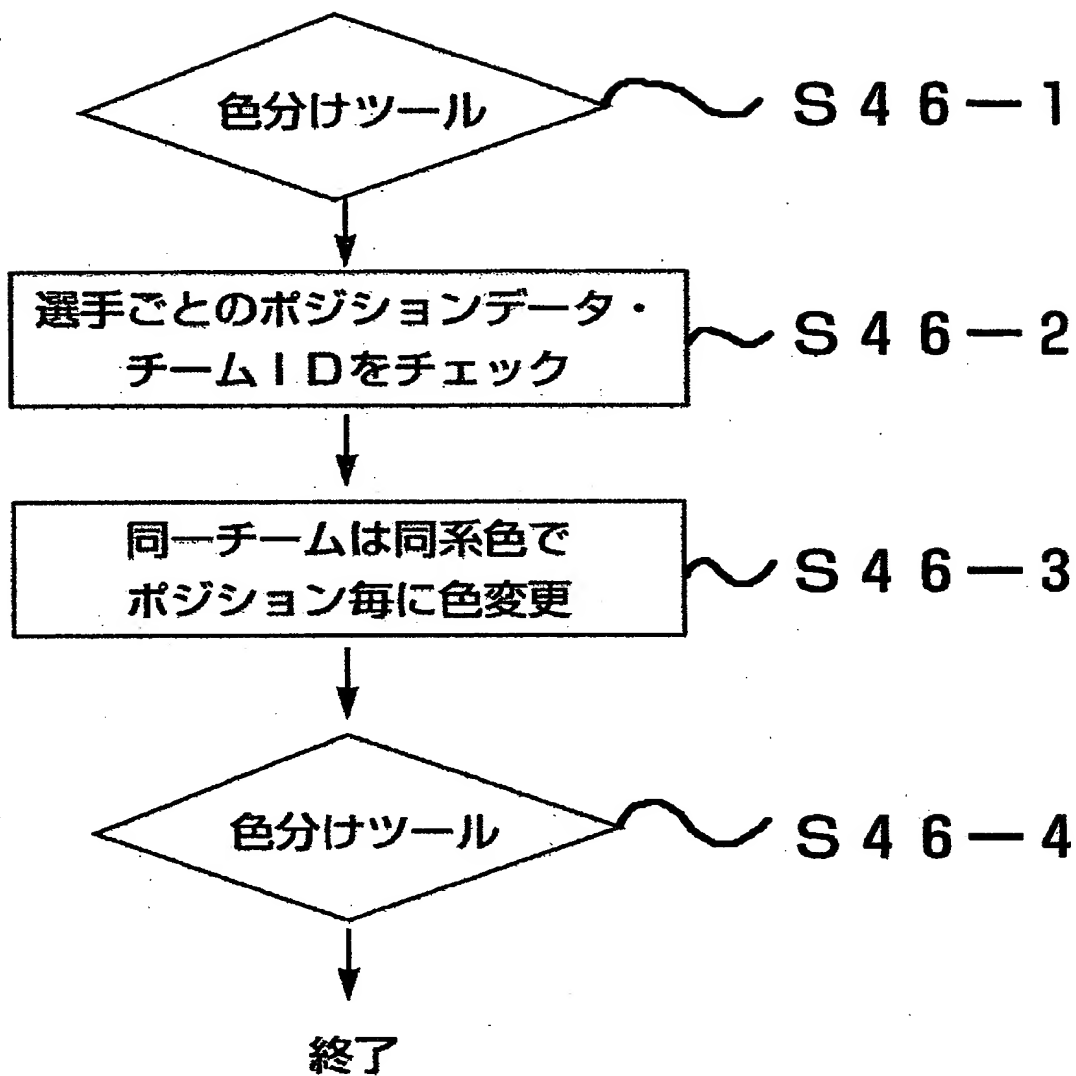 色分けツール
S46―1
選手ごとのポジションデータ・
チームIDをチェック
S46―2
同一チームは同系色で
ポジション毎に色変更
S46―3
色分けツール
S46―4
終了